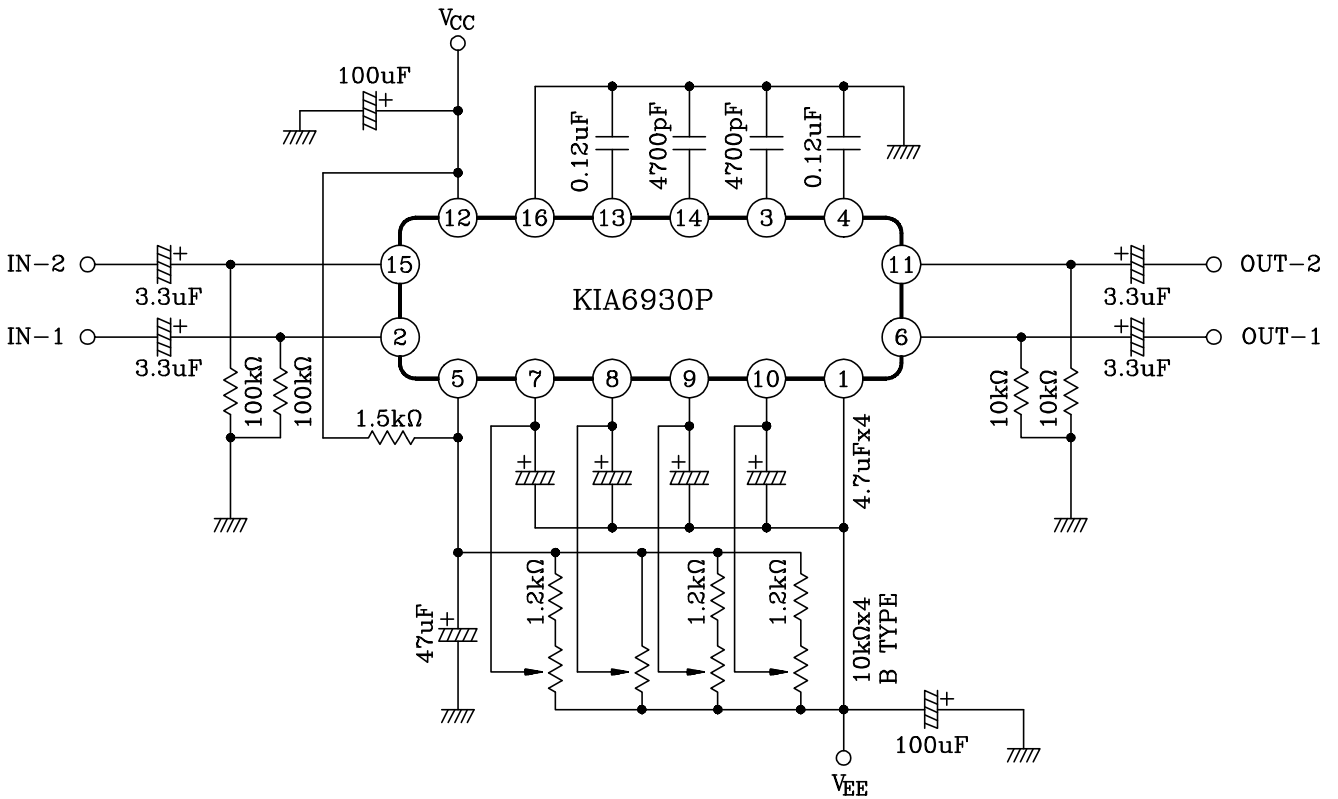 VCC
100uF
+
0.12uF
4700pF
4700pF
0.12uF
12
16
13
14
3
4
IN-2
+
3.3uF
15
KIA6930P
11
+
3.3uF
OUT-2
IN-1
+
3.3uF
2
6
+
3.3uF
OUT-1
5
7
8
9
10
1
100kΩ
100kΩ
1.5kΩ
10kΩ
10kΩ
+
+
+
+
4.7uFx4
47uF
+
1.2kΩ
1.2kΩ
1.2kΩ
10kΩx4
B TYPE
+
100uF
VEE